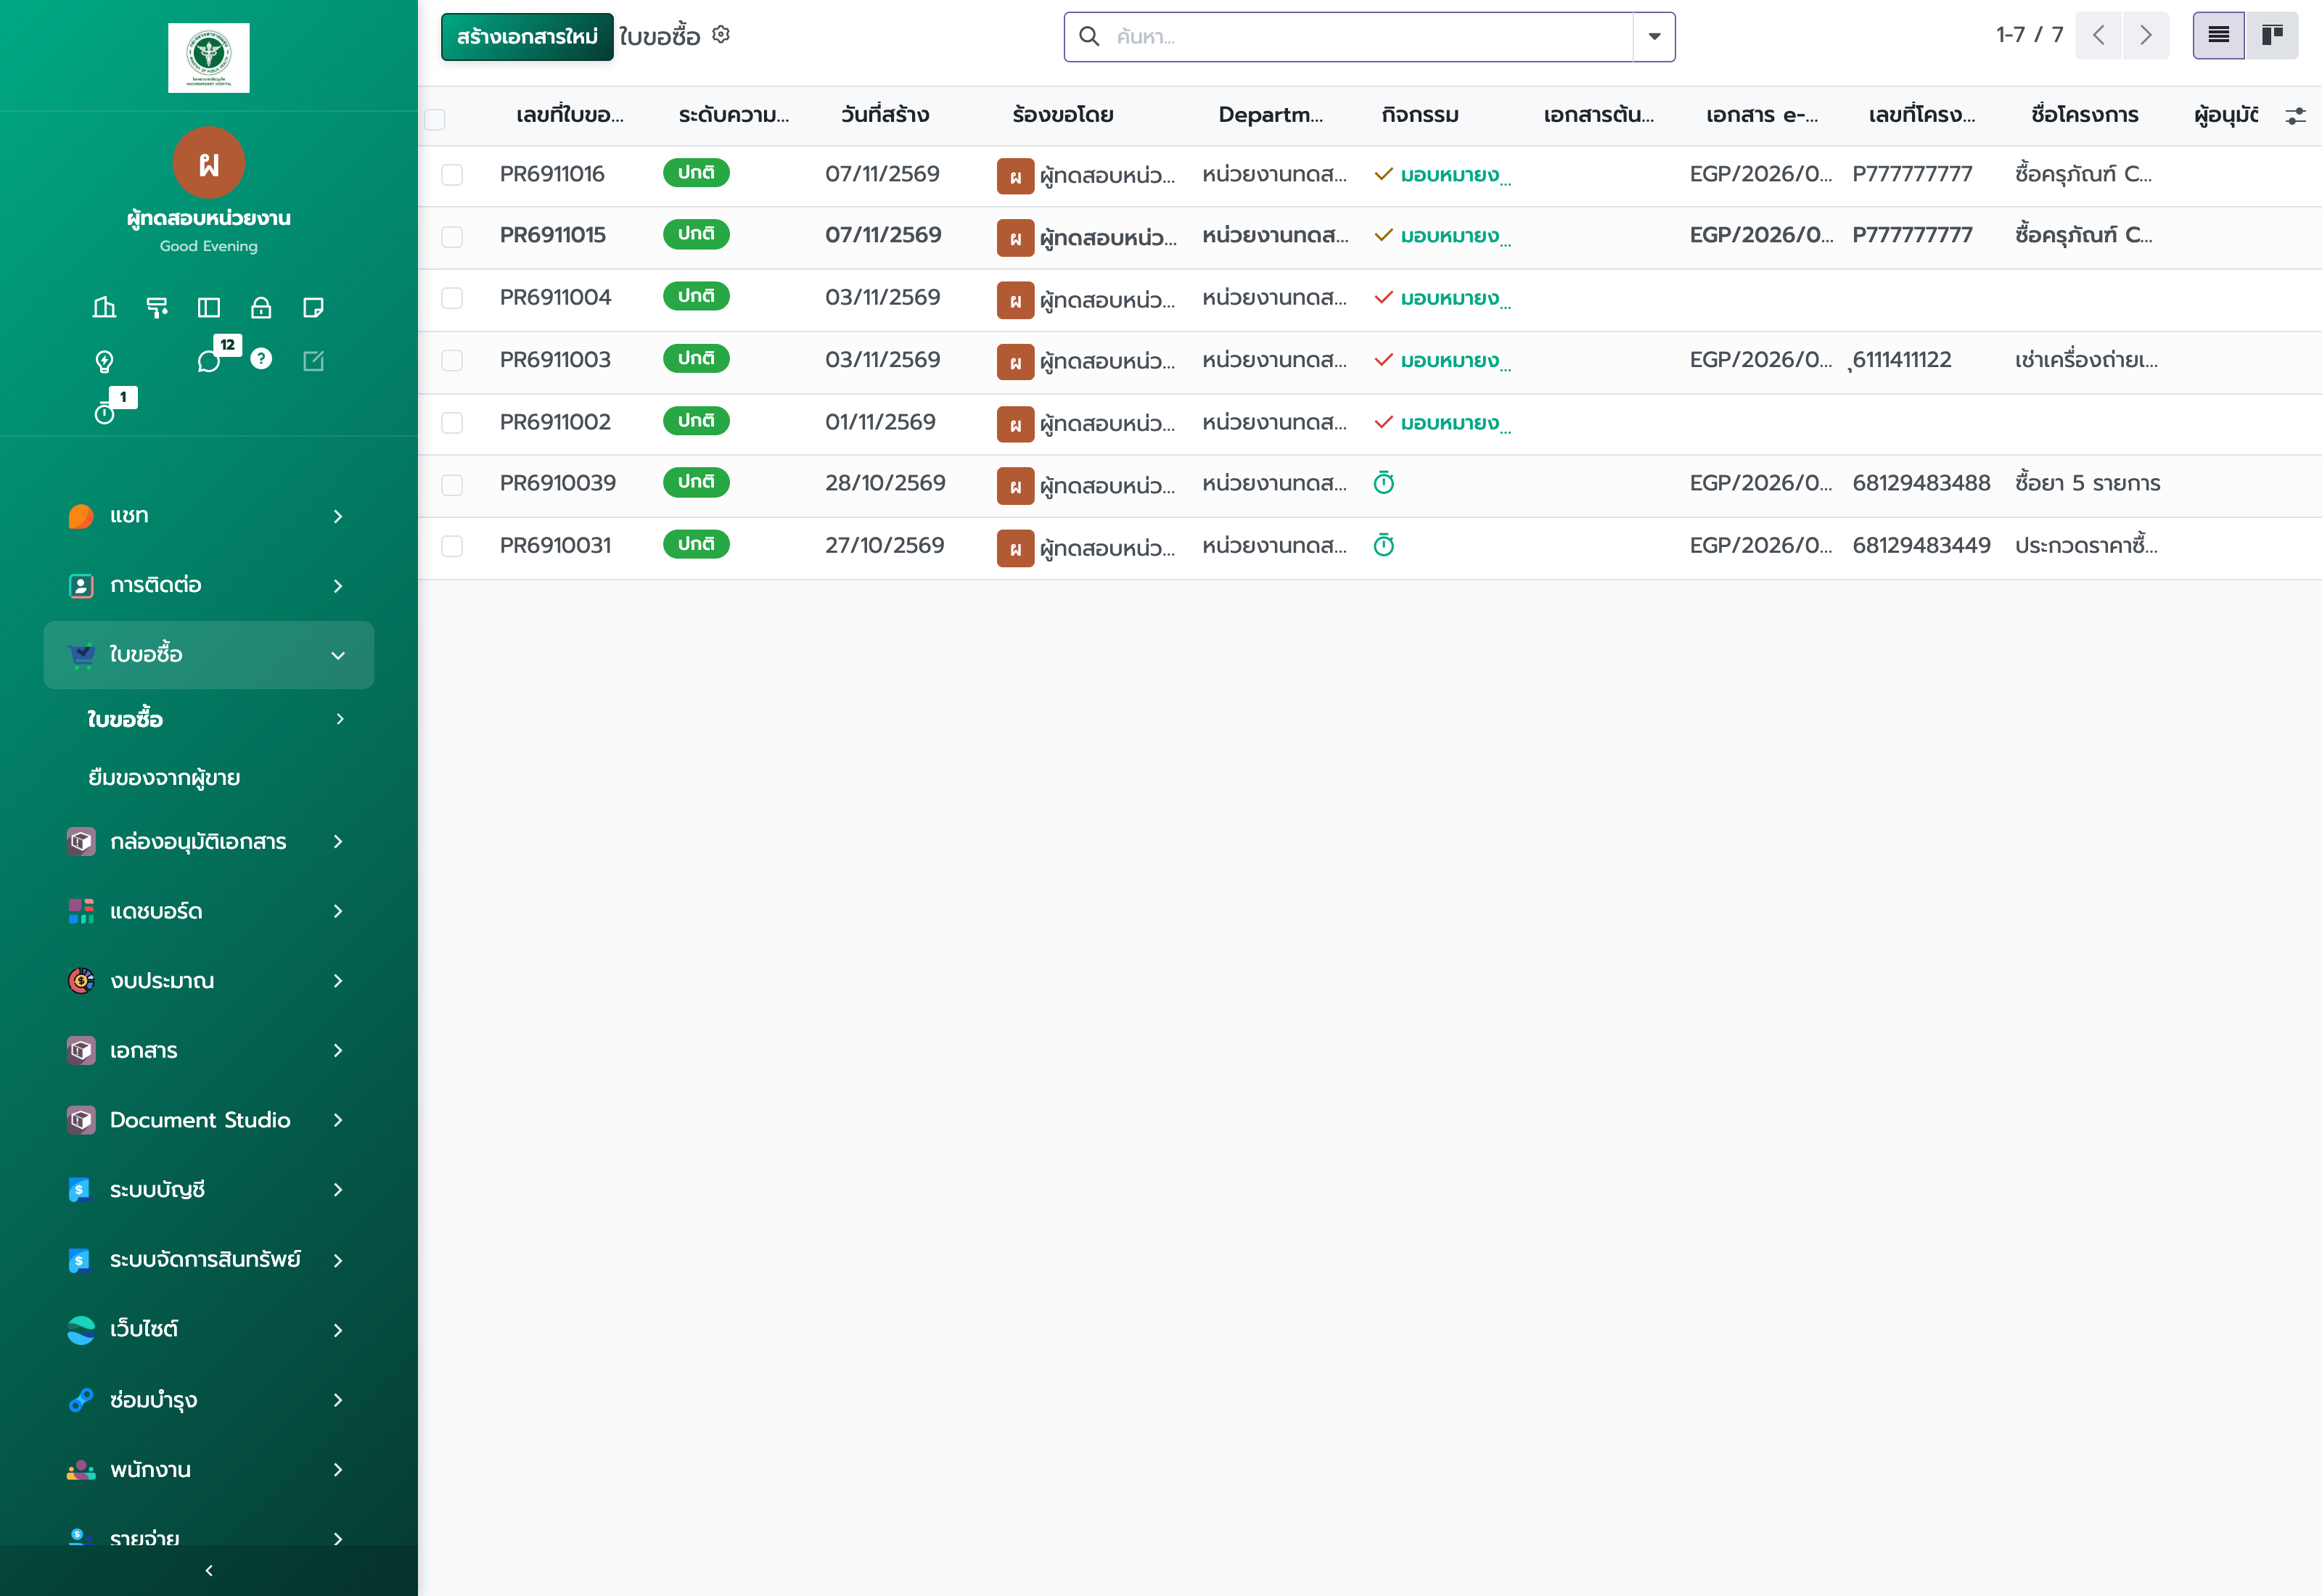 สร้างเอกสารใหม่ ใบขอซื้อ ค้นหา... 1-7 / 7
ผ
ผู้ทดสอบหน่วยงาน
Good Evening
12
?
1
แชท
การติดต่อ
ใบขอซื้อ
ใบขอซื้อ
ยืมของจากผู้ขาย
กล่องอนุมัติเอกสาร
แดชบอร์ด
งบประมาณ
เอกสาร
Document Studio
ระบบบัญชี
ระบบจัดการสินทรัพย์
เว็บไซต์
ซ่อมบำรุง
พนักงาน
รายจ่าย
เลขที่ใบขอ... ระดับความ... วันที่สร้าง ร้องขอโดย Departm... กิจกรรม เอกสารต้น... เอกสาร e-... เลขที่โครง... ชื่อโครงการ ผู้อนุมัติ
PR6911016 ปกติ 07/11/2569 ผ ผู้ทดสอบหน่ว... หน่วยงานทดส... มอบหมายง... EGP/2026/0... P777777777 ซื้อครุภัณฑ์ C...
PR6911015 ปกติ 07/11/2569 ผ ผู้ทดสอบหน่ว... หน่วยงานทดส... มอบหมายง... EGP/2026/0... P777777777 ซื้อครุภัณฑ์ C...
PR6911004 ปกติ 03/11/2569 ผ ผู้ทดสอบหน่ว... หน่วยงานทดส... มอบหมายง...
PR6911003 ปกติ 03/11/2569 ผ ผู้ทดสอบหน่ว... หน่วยงานทดส... มอบหมายง... EGP/2026/0... ุ6111411122 เช่าเครื่องถ่ายเ...
PR6911002 ปกติ 01/11/2569 ผ ผู้ทดสอบหน่ว... หน่วยงานทดส... มอบหมายง...
PR6910039 ปกติ 28/10/2569 ผ ผู้ทดสอบหน่ว... หน่วยงานทดส... EGP/2026/0... 68129483488 ซื้อยา 5 รายการ
PR6910031 ปกติ 27/10/2569 ผ ผู้ทดสอบหน่ว... หน่วยงานทดส... EGP/2026/0... 68129483449 ประกวดราคาซื้...